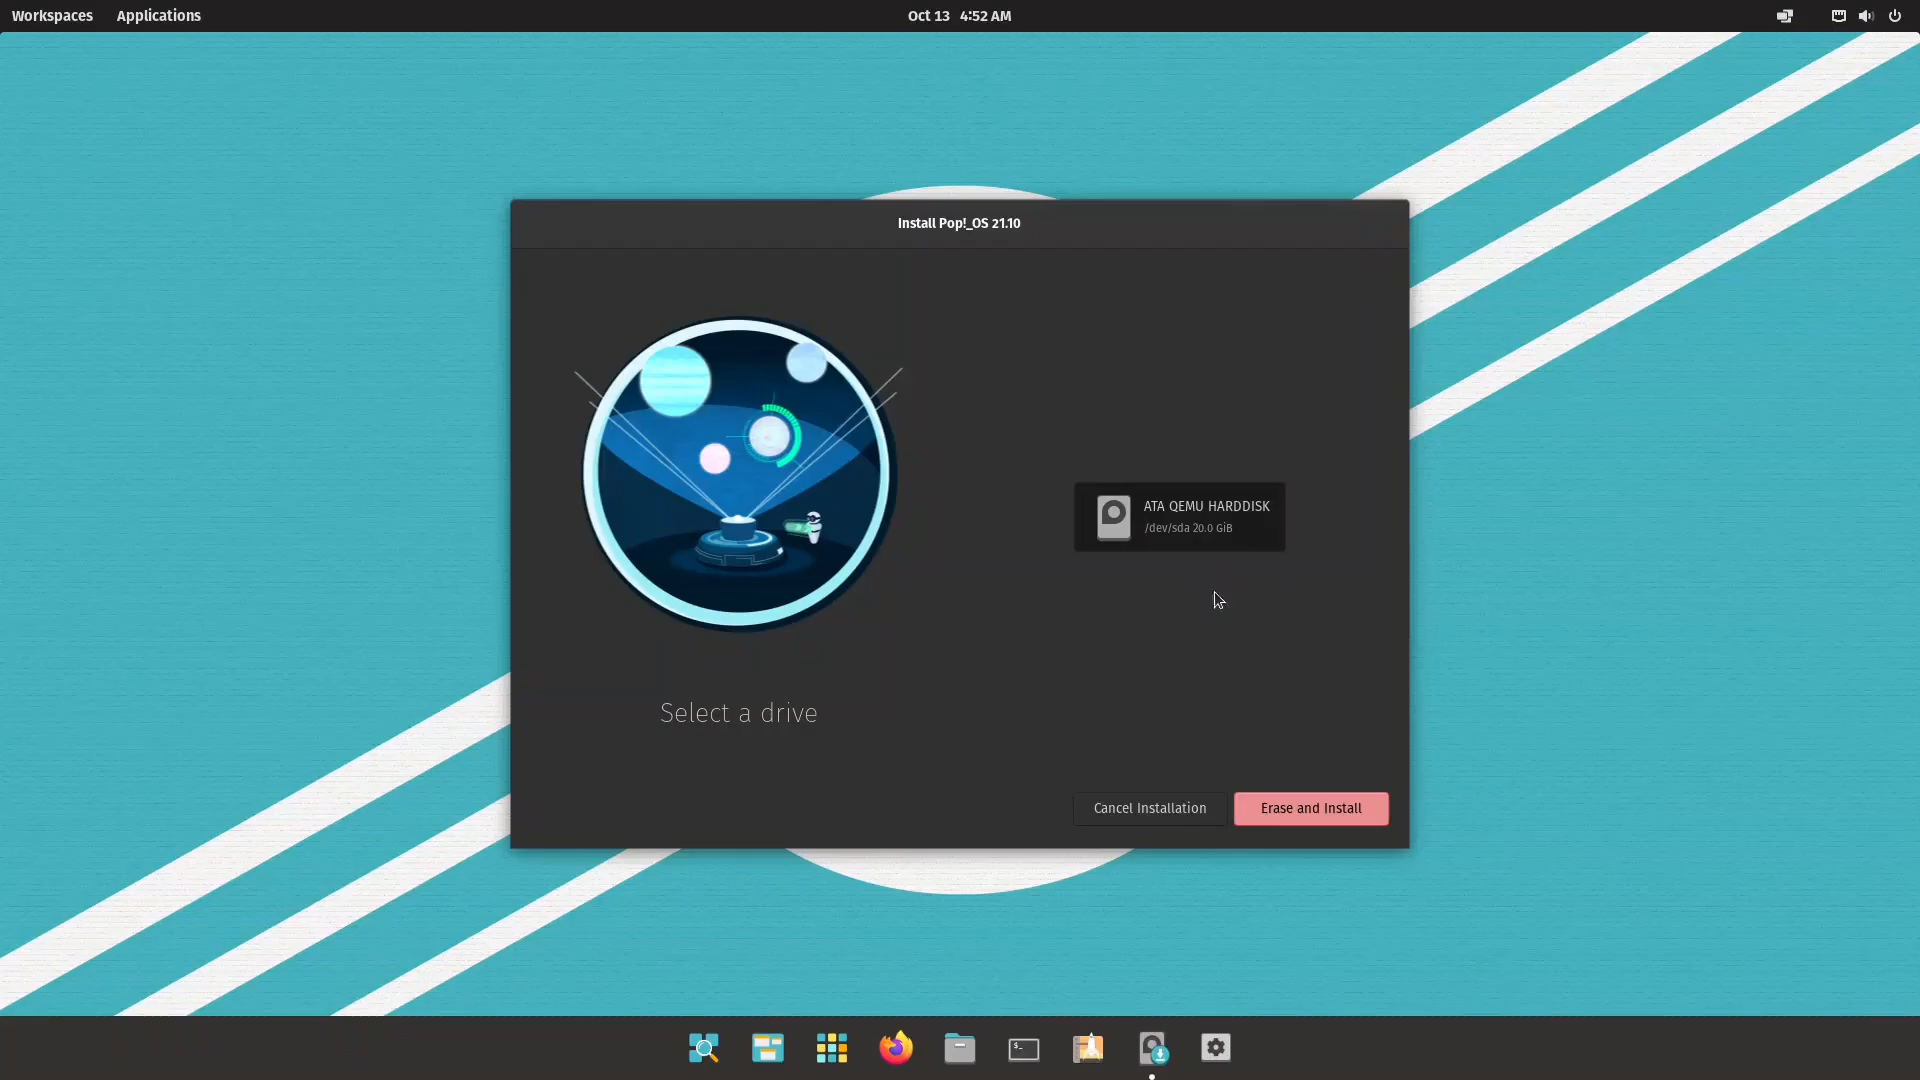 Workspaces Applications Oct 13 4:52 AM
Install Pop!_OS 21.10
ATA QEMU HARDDISK
/dev/sda 20.0 GiB
Select a drive
Cancel Installation Erase and Install
$_